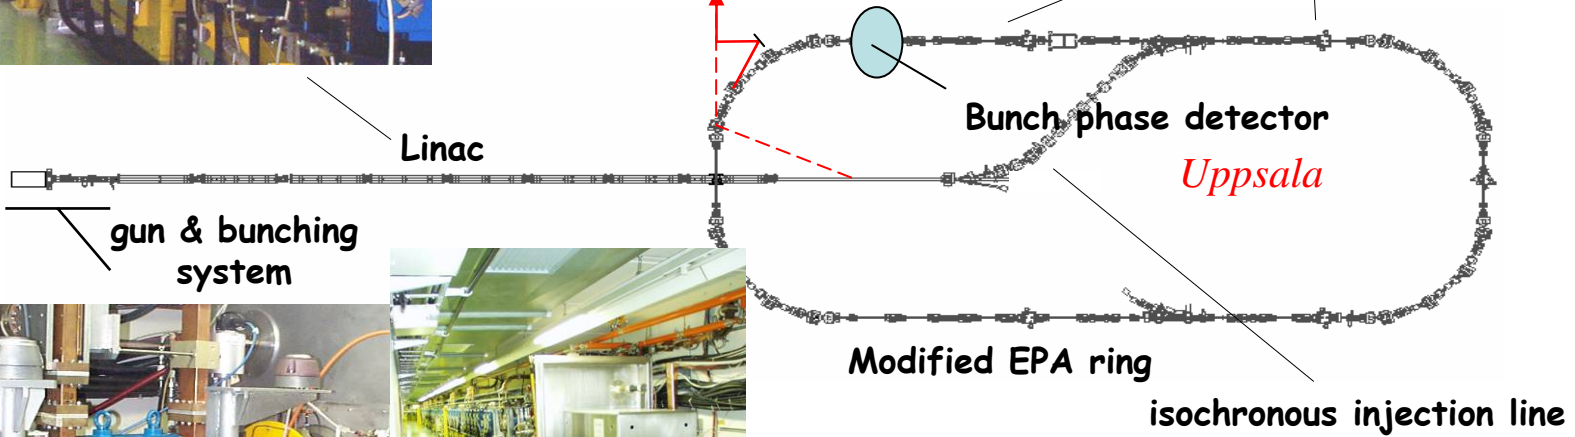 Bunch phase detector
Linac
Uppsala
gun & bunching
system
Modified EPA ring
isochronous injection line